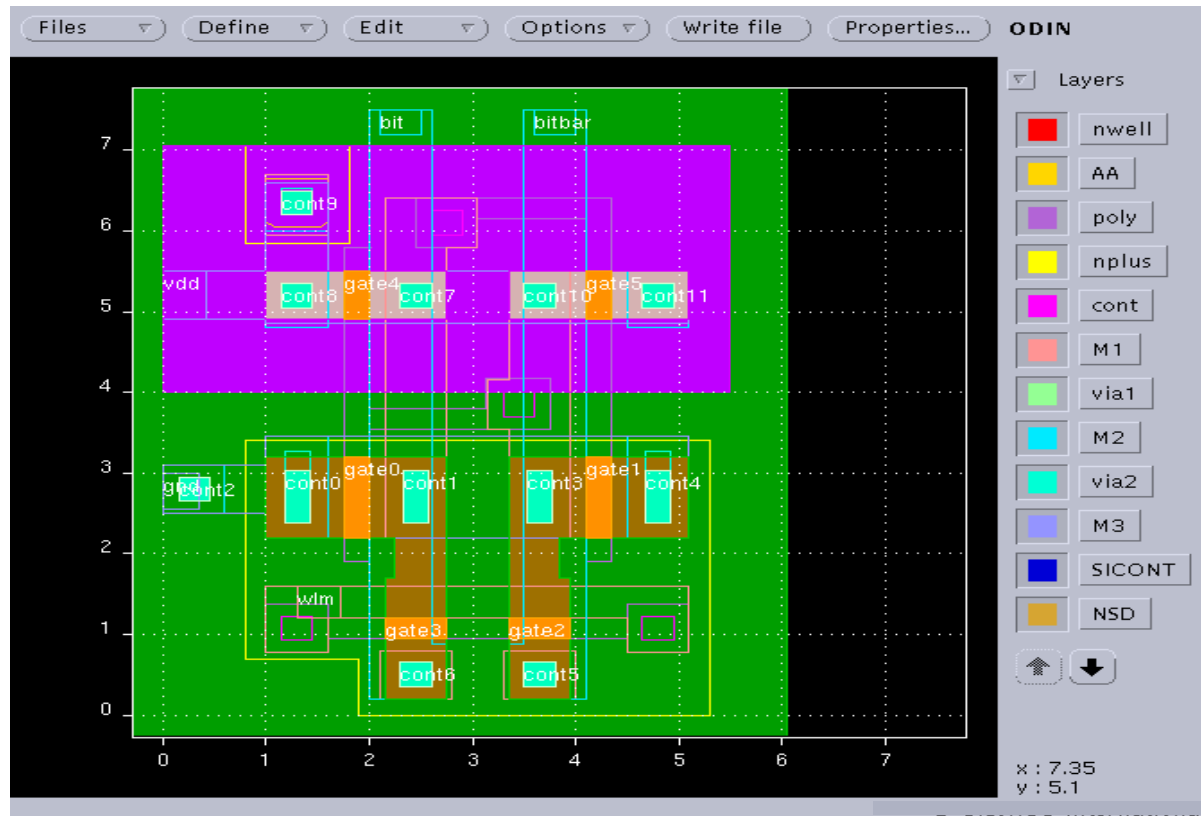 Files Define Edit Options Write file Properties... ODIN
Layers
nwell
AA
poly
nplus
cont
M1
via1
M2
via2
M3
SICONT
NSD
bit bitbar
7
cont9
6
vdd gate4 gate5
5 cont8 cont7 cont10 cont11
4
3 gate0 gate1
gnd cont2 cont0 cont1 cont3 cont4
2
wlm
1 gate3 gate2
cont6 cont5
0
0 1 2 3 4 5 6 7
x : 7.35
y : 5.1